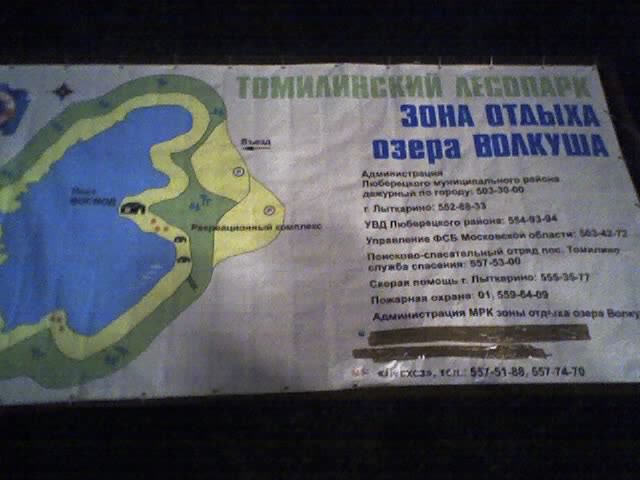 ТОМИЛИНСКИЙ ЛЕСОПАРК
ЗОНА ОТДЫХА
озера ВОЛКУША
Въезд
Пост
Р
Р
Рекреационный комплекс
Администрация
Люберецкого муниципального района
дежурный по городу: 503-30-00
г. Лыткарино: 552-88-33
УВД Люберецкого района: 554-93-94
Управление ФСБ Московской области: 563-42-72
Поисково-спасательный отряд пос. Томилино
служба спасения: 557-53-00
Скорая помощь г. Лыткарино: 555-35-77
Пожарная охрана: 01, 559-64-09
Администрация МРК зоны отдыха озера Волку
тел.: 557-51-88, 557-74-70